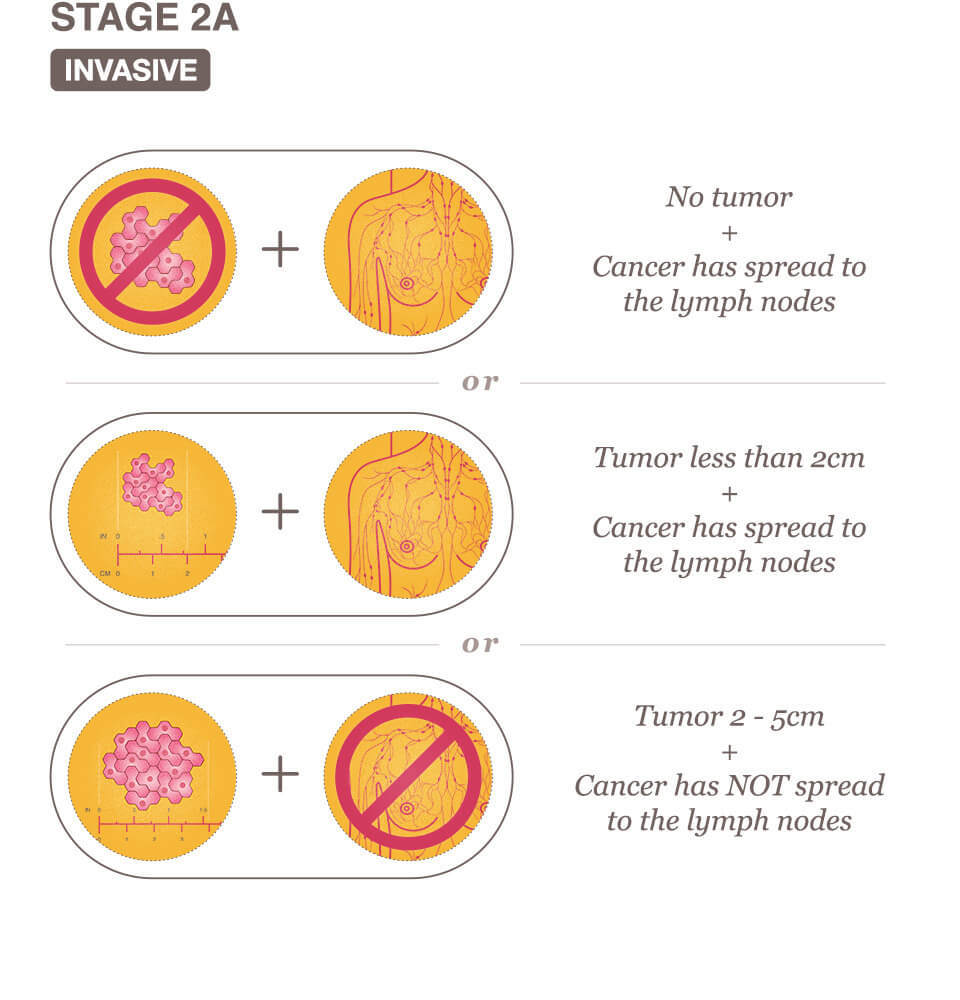 STAGE 2A
INVASIVE
+
No tumor
+
Cancer has spread to
the lymph nodes
or
IN 0 .5 1
CM 0 1 2
+
Tumor less than 2cm
+
Cancer has spread to
the lymph nodes
or
IN 0 .5 1 1.5
0 1 2 3
+
Tumor 2 - 5cm
+
Cancer has NOT spread
to the lymph nodes